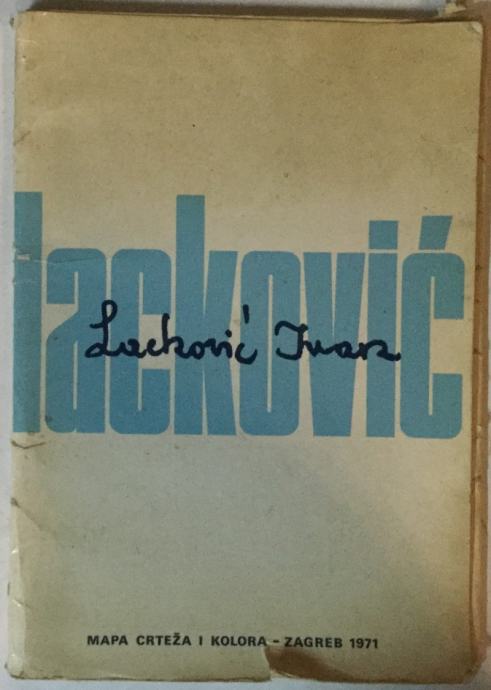 lacković
Lacković Ivan
MAPA CRTEŽA I KOLORA - ZAGREB 1971